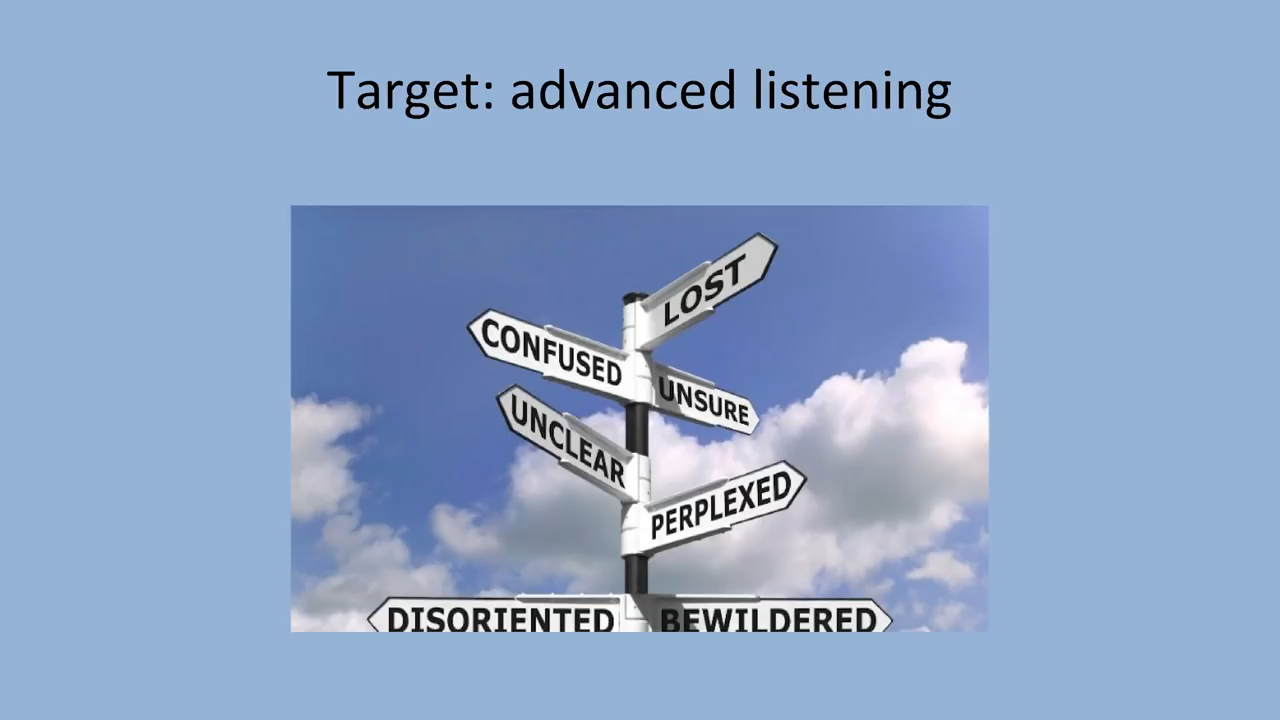 Target: advanced listening
LOST
CONFUSED
UNSURE
UNCLEAR
PERPLEXED
DISORIENTED
BEWILDERED